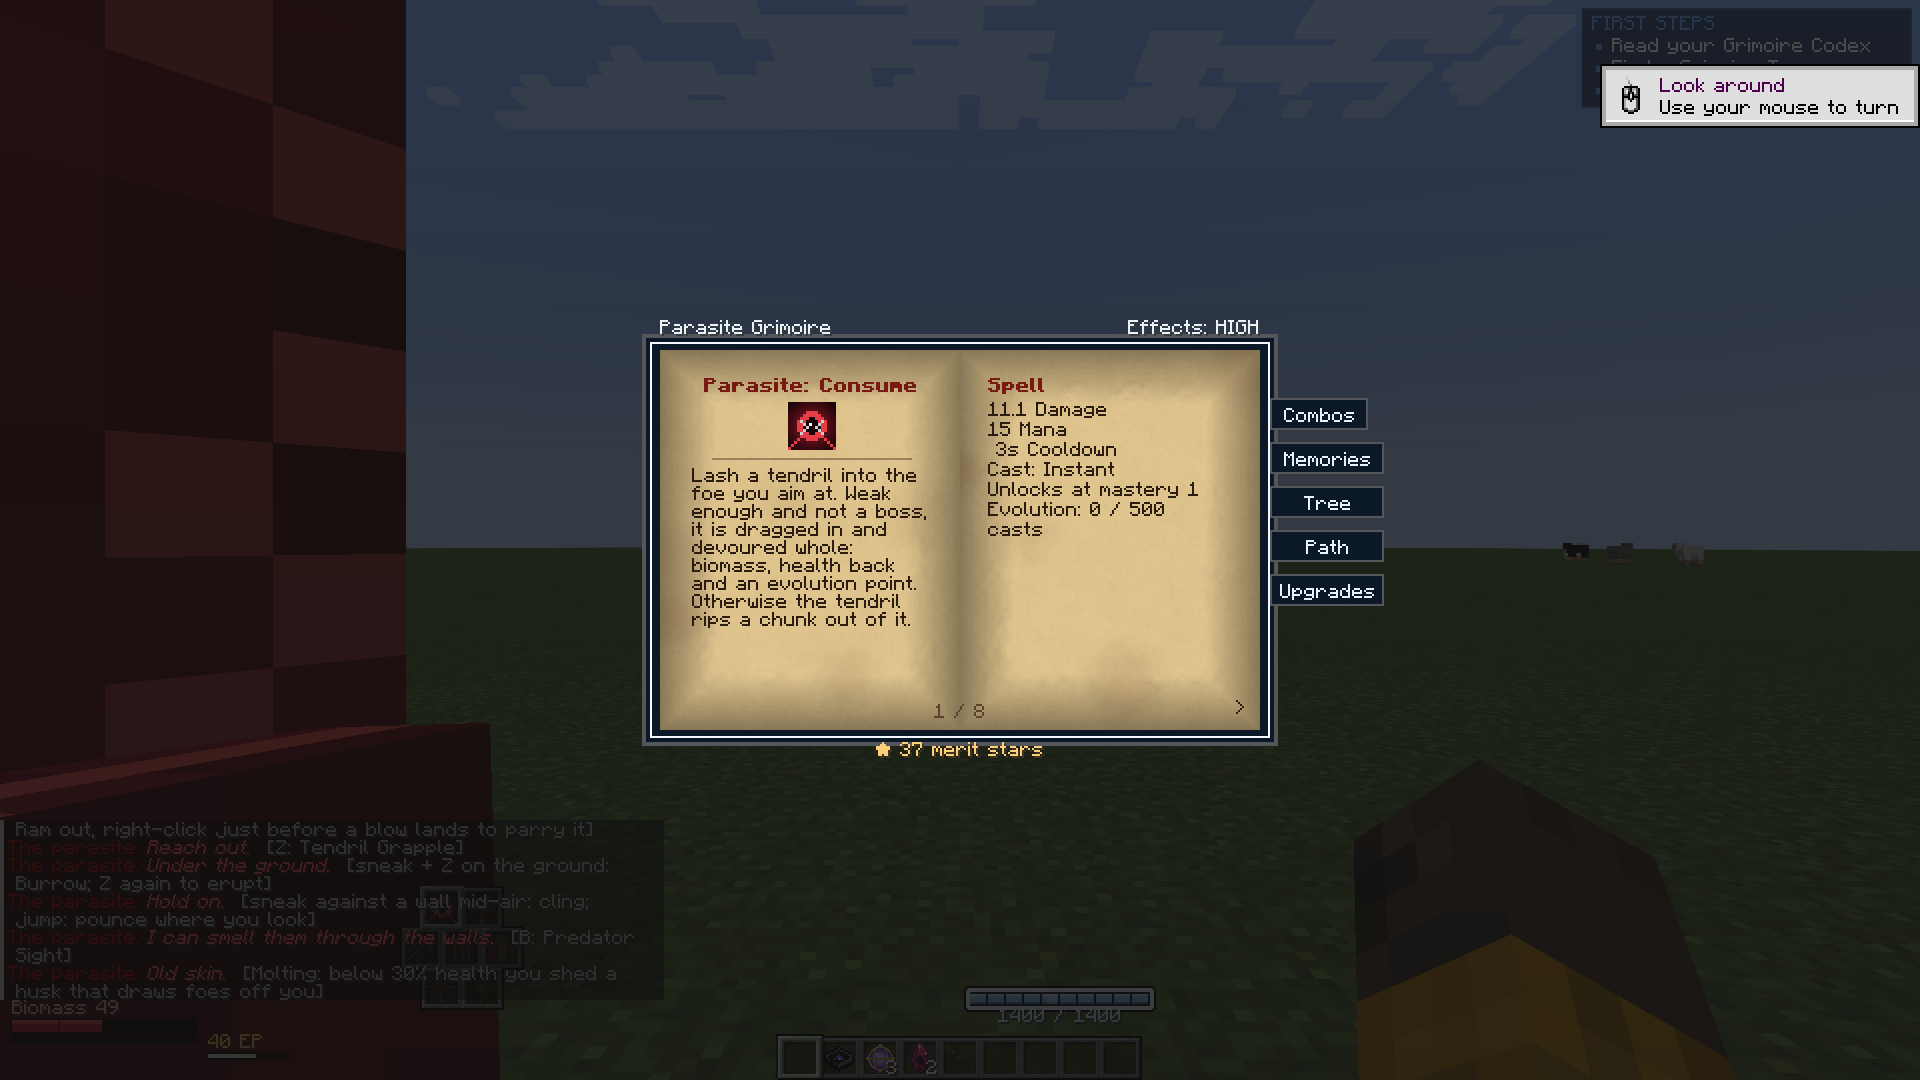 FIRST STEPS
Read your Grimoire Codex
Look around
Use your mouse to turn
Parasite Grimoire
Effects: HIGH
Parasite: Consume
Lash a tendril into the
foe you aim at. Weak
enough and not a boss,
it is dragged in and
devoured whole:
biomass, health back
and an evolution point.
Otherwise the tendril
rips a chunk out of it.
Spell
11.1 Damage
15 Mana
3s Cooldown
Cast: Instant
Unlocks at mastery 1
Evolution: 0 / 500
casts
1 / 8
>
Combos
Memories
Tree
Path
Upgrades
37 merit stars
Ram out, right-click just before a blow lands to parry it]
The parasite: Reach out. [Z: Tendril Grapple]
The parasite: Under the ground. [sneak + Z on the ground:
Burrow; Z again to erupt]
The parasite: Hold on. [sneak against a wall mid-air: cling;
jump: pounce where you look]
The parasite: I can smell them through the walls. [B: Predator
Sight]
The parasite: Old skin. [Molting: below 30% health you shed a
husk that draws foes off you]
Biomass 49
40 EP
1400 / 1400
3
2